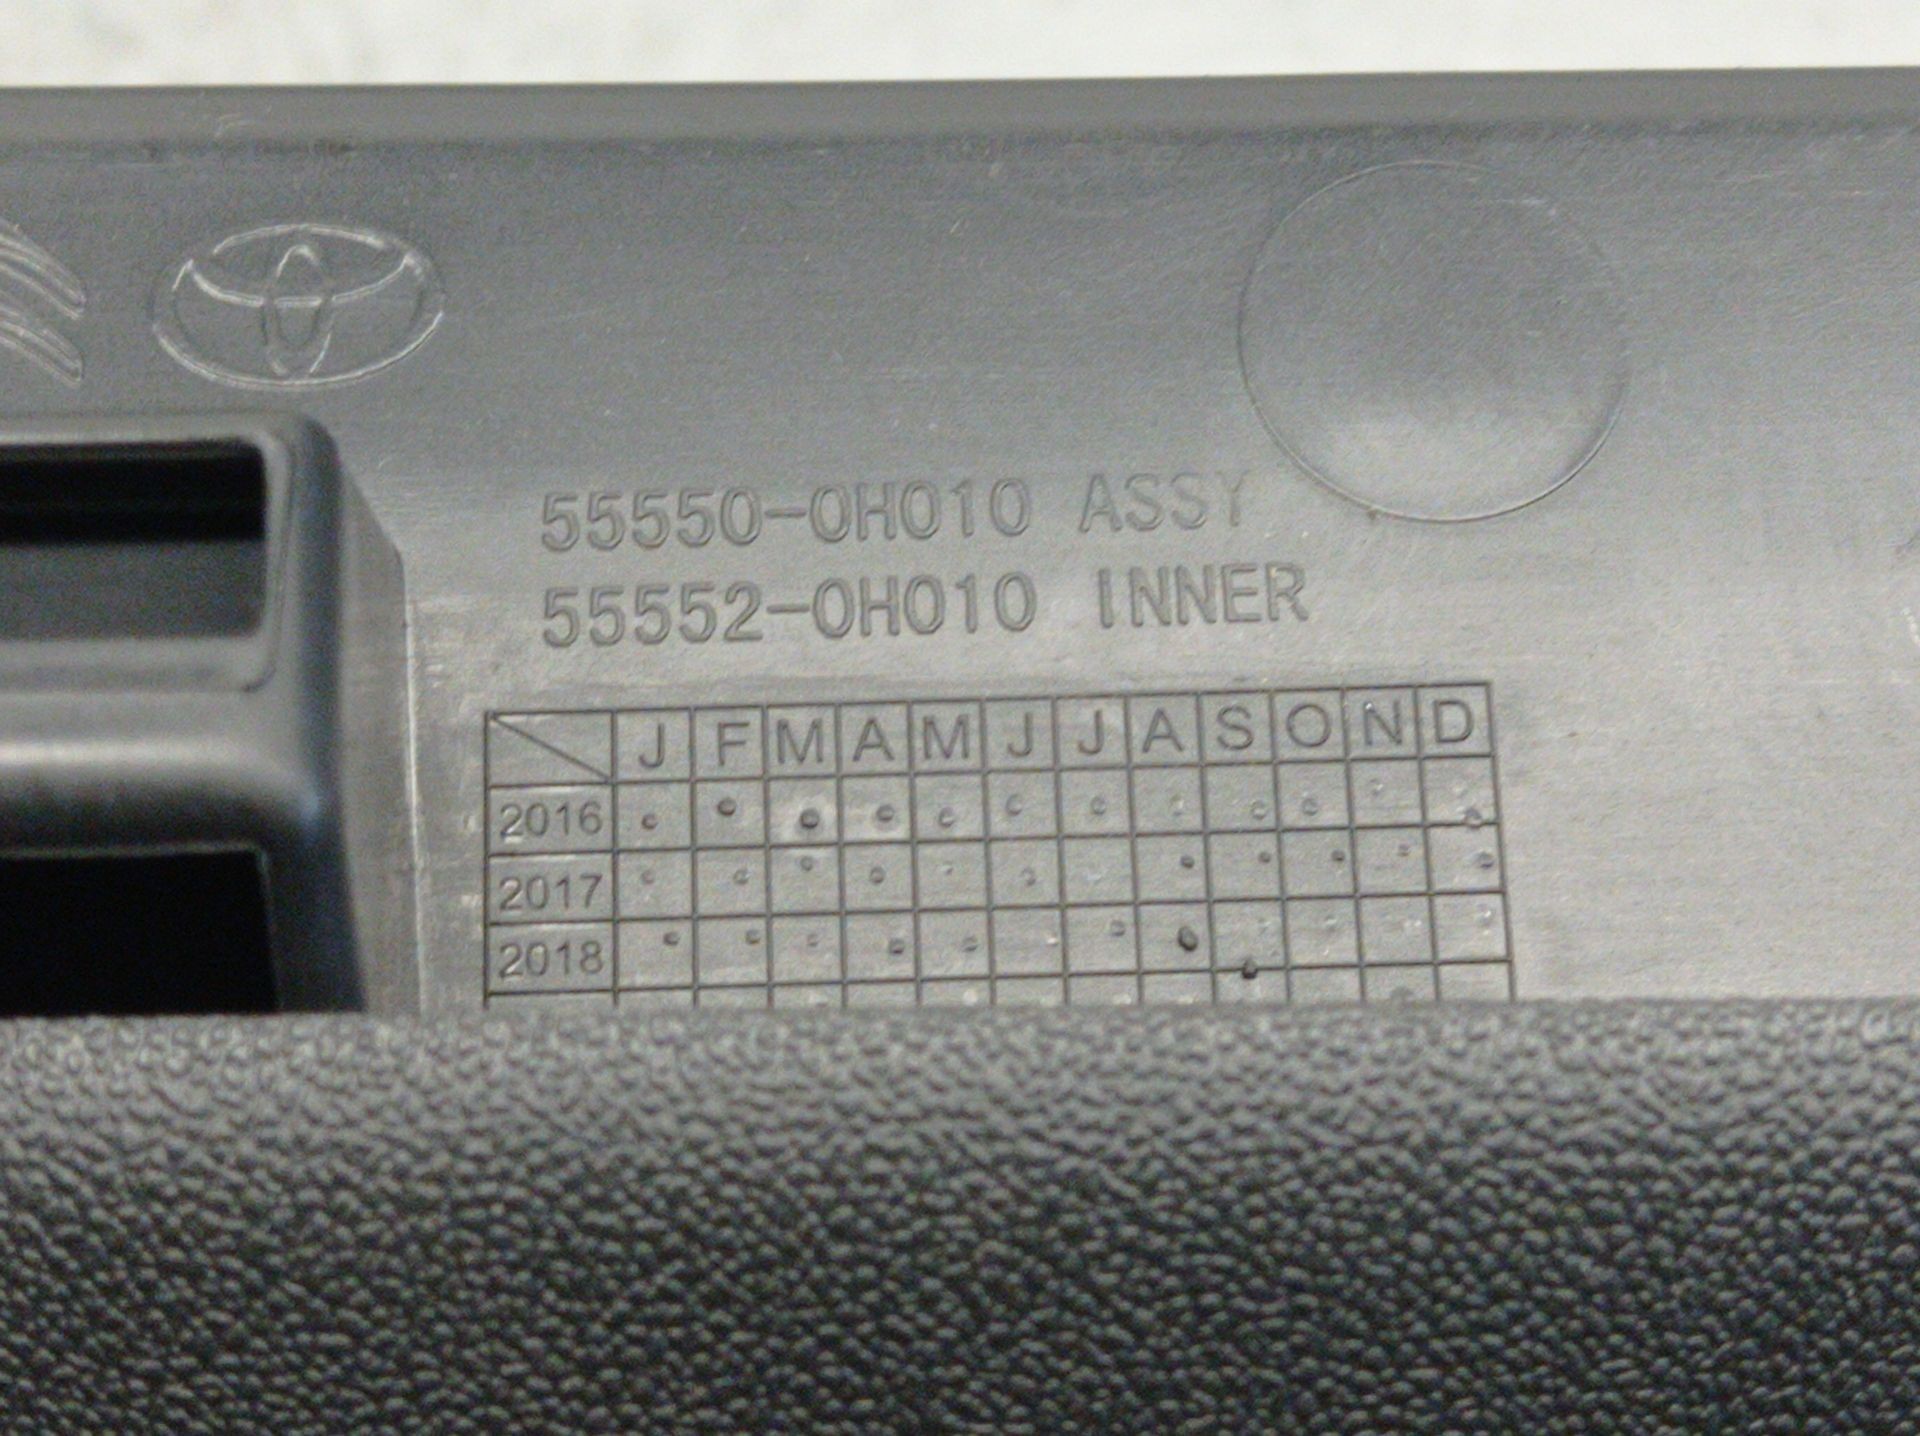 55550-0H010 ASSY
55552-0H010 INNER
J F M A M J J A S O N D
2016
2017
2018